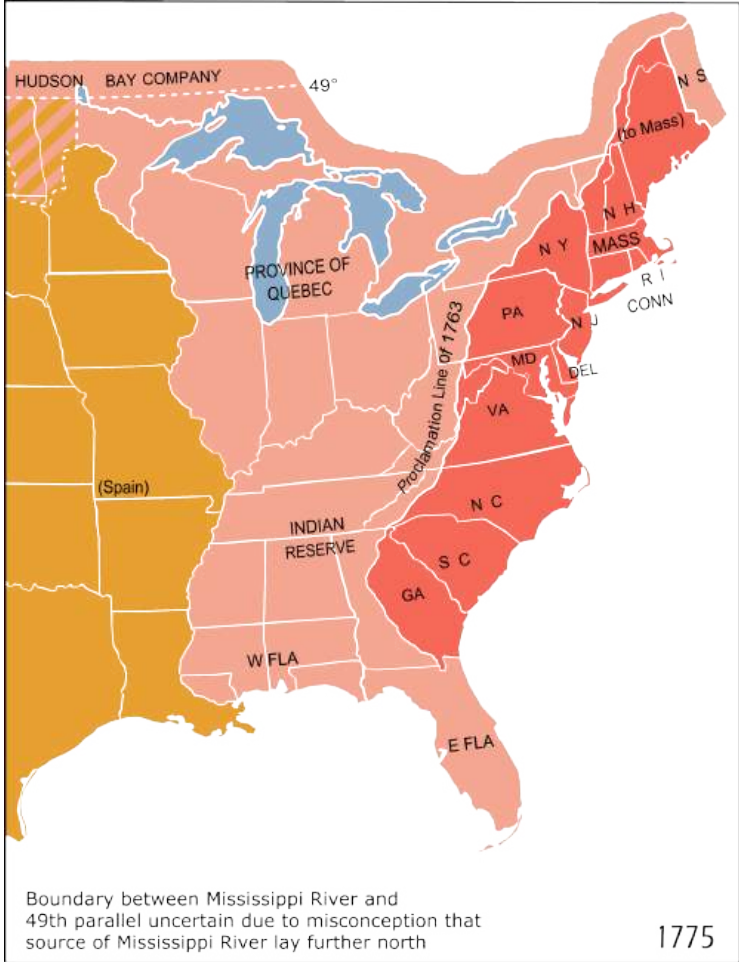 HUDSON BAY COMPANY
49°
N S
(to Mass)
N H
N Y
MASS
PROVINCE OF
QUEBEC
R I
CONN
PA
N J
Proclamation Line of 1763
MD
DEL
VA
(Spain)
N C
INDIAN
RESERVE
S C
GA
W FLA
E FLA
Boundary between Mississippi River and
49th parallel uncertain due to misconception that
source of Mississippi River lay further north
1775